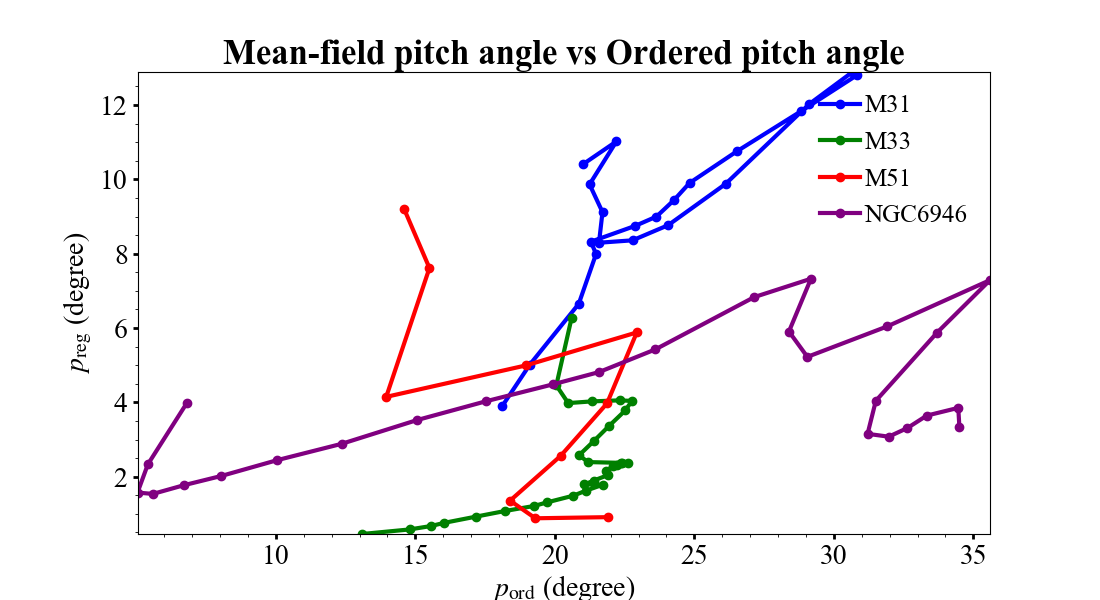 Mean-field pitch angle vs Ordered pitch angle
12
10
8
6
4
2
p_reg (degree)
M31
M33
M51
NGC6946
10 15 20 25 30 35
p_ord (degree)